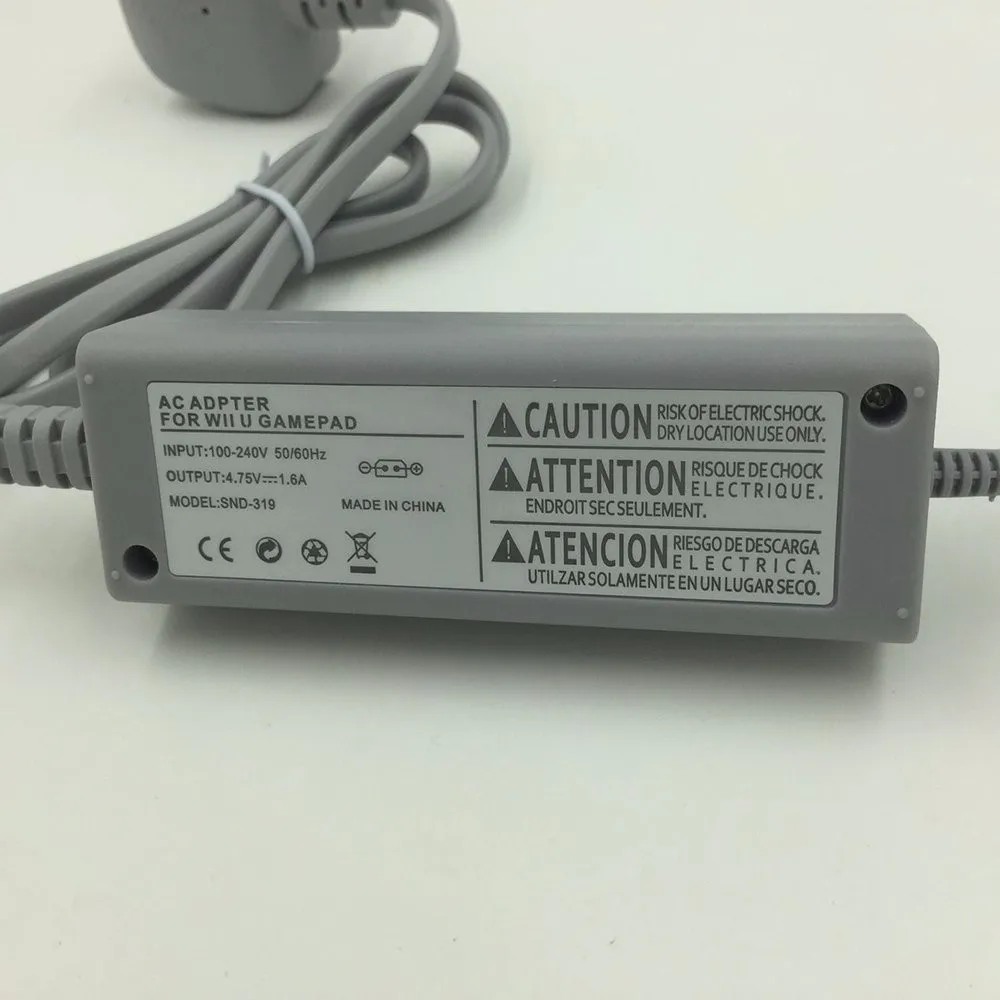 AC ADPTER
FOR WII U GAMEPAD
INPUT:100-240V 50/60Hz
OUTPUT:4.75V⎓1.6A
MODEL:SND-319
MADE IN CHINA
CE
CAUTION RISK OF ELECTRIC SHOCK.
DRY LOCATION USE ONLY.
ATTENTION RISQUE DE CHOCK
ELECTRIQUE.
ENDROIT SEC SEULEMENT.
ATENCION RIESGO DE DESCARGA
ELECTRICA.
UTILZAR SOLAMENTE EN UN LUGAR SECO.